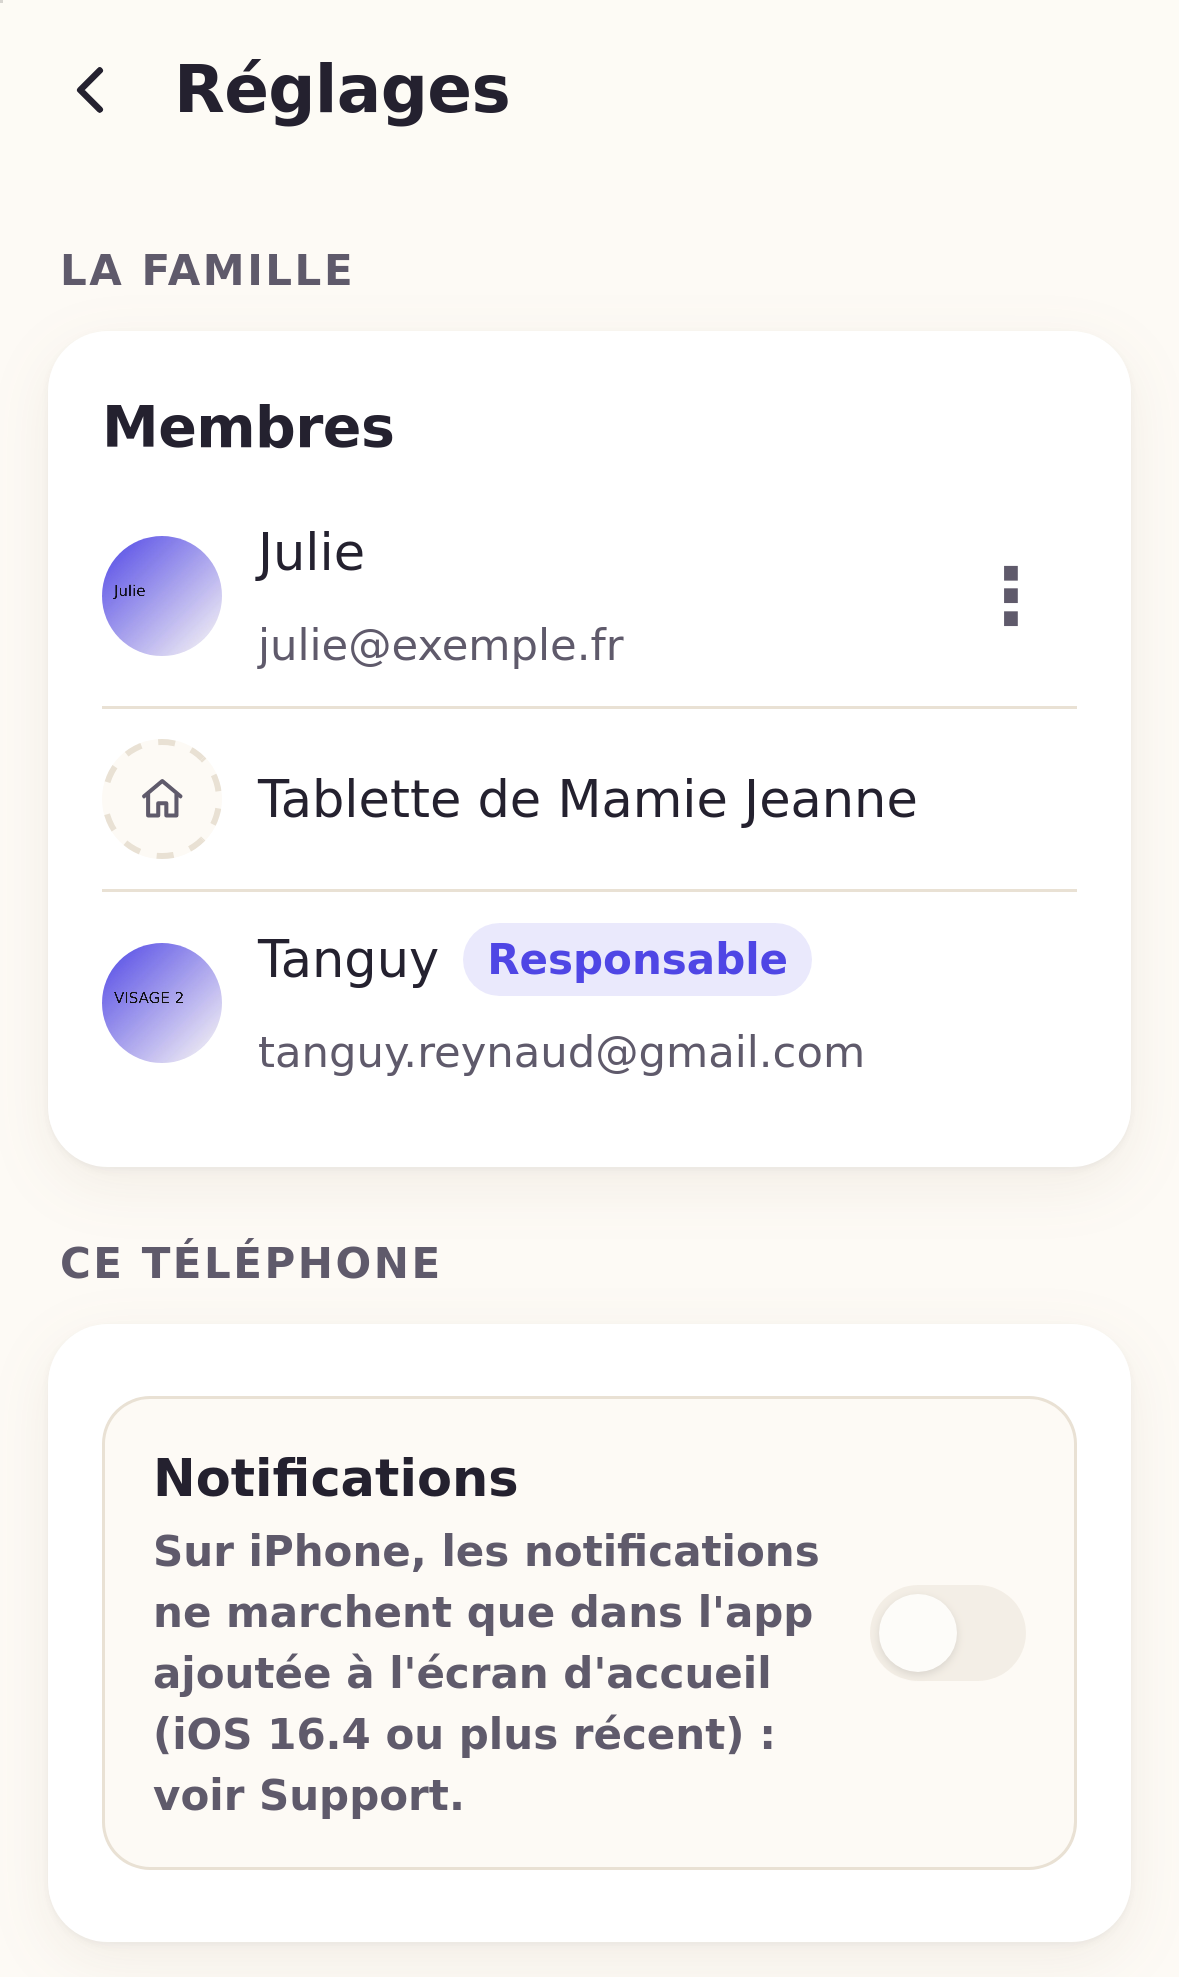 Réglages
LA FAMILLE
Membres
Julie
Julie
julie@exemple.fr
Tablette de Mamie Jeanne
Tanguy Responsable
VISAGE 2
tanguy.reynaud@gmail.com
CE TÉLÉPHONE
Notifications
Sur iPhone, les notifications
ne marchent que dans l'app
ajoutée à l'écran d'accueil
(iOS 16.4 ou plus récent) :
voir Support.